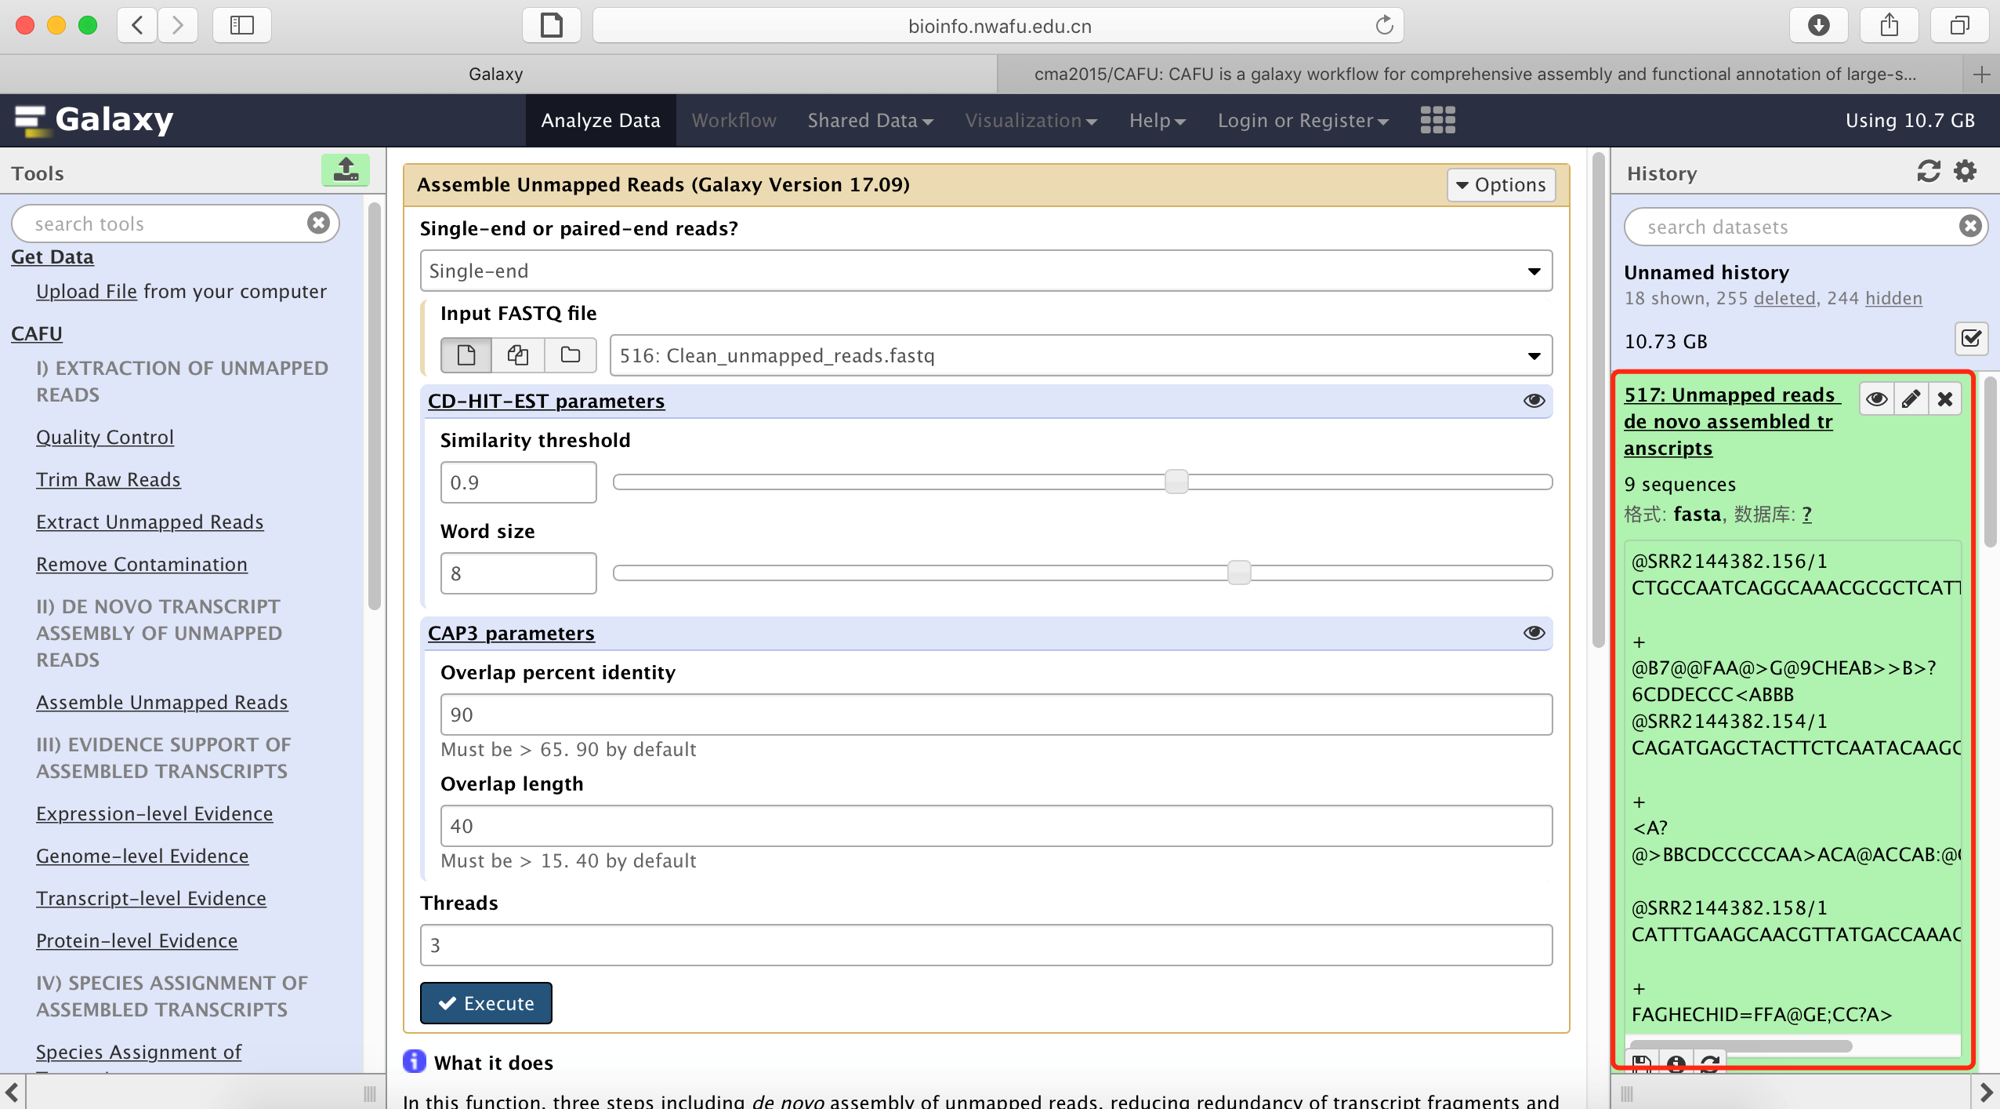 bioinfo.nwafu.edu.cn
Galaxy
cma2015/CAFU: CAFU is a galaxy workflow for comprehensive assembly and functional annotation of large-s...
Galaxy
Analyze Data
Workflow
Shared Data
Visualization
Help
Login or Register
Using 10.7 GB
Tools
search tools
Get Data
Upload File from your computer
CAFU
I) EXTRACTION OF UNMAPPED
READS
Quality Control
Trim Raw Reads
Extract Unmapped Reads
Remove Contamination
II) DE NOVO TRANSCRIPT
ASSEMBLY OF UNMAPPED
READS
Assemble Unmapped Reads
III) EVIDENCE SUPPORT OF
ASSEMBLED TRANSCRIPTS
Expression-level Evidence
Genome-level Evidence
Transcript-level Evidence
Protein-level Evidence
IV) SPECIES ASSIGNMENT OF
ASSEMBLED TRANSCRIPTS
Species Assignment of
Assemble Unmapped Reads (Galaxy Version 17.09)
Options
Single-end or paired-end reads?
Single-end
Input FASTQ file
516: Clean_unmapped_reads.fastq
CD-HIT-EST parameters
Similarity threshold
0.9
Word size
8
CAP3 parameters
Overlap percent identity
90
Must be > 65. 90 by default
Overlap length
40
Must be > 15. 40 by default
Threads
3
Execute
What it does
In this function, three steps including de novo assembly of unmapped reads, reducing redundancy of transcript fragments and
History
search datasets
Unnamed history
18 shown, 255 deleted, 244 hidden
10.73 GB
517: Unmapped reads
de novo assembled tr
anscripts
9 sequences
格式: fasta, 数据库: ?
@SRR2144382.156/1
CTGCCAATCAGGCAAACGCGCTCATT
+
@B7@@FAA@>G@9CHEAB>>B>?
6CDDECCC<ABBB
@SRR2144382.154/1
CAGATGAGCTACTTCTCAATACAAGC
+
<A?
@>BBCDCCCCCAA>ACA@ACCAB:@
@SRR2144382.158/1
CATTTGAAGCAACGTTATGACCAAAC
+
FAGHECHID=FFA@GE;CC?A>